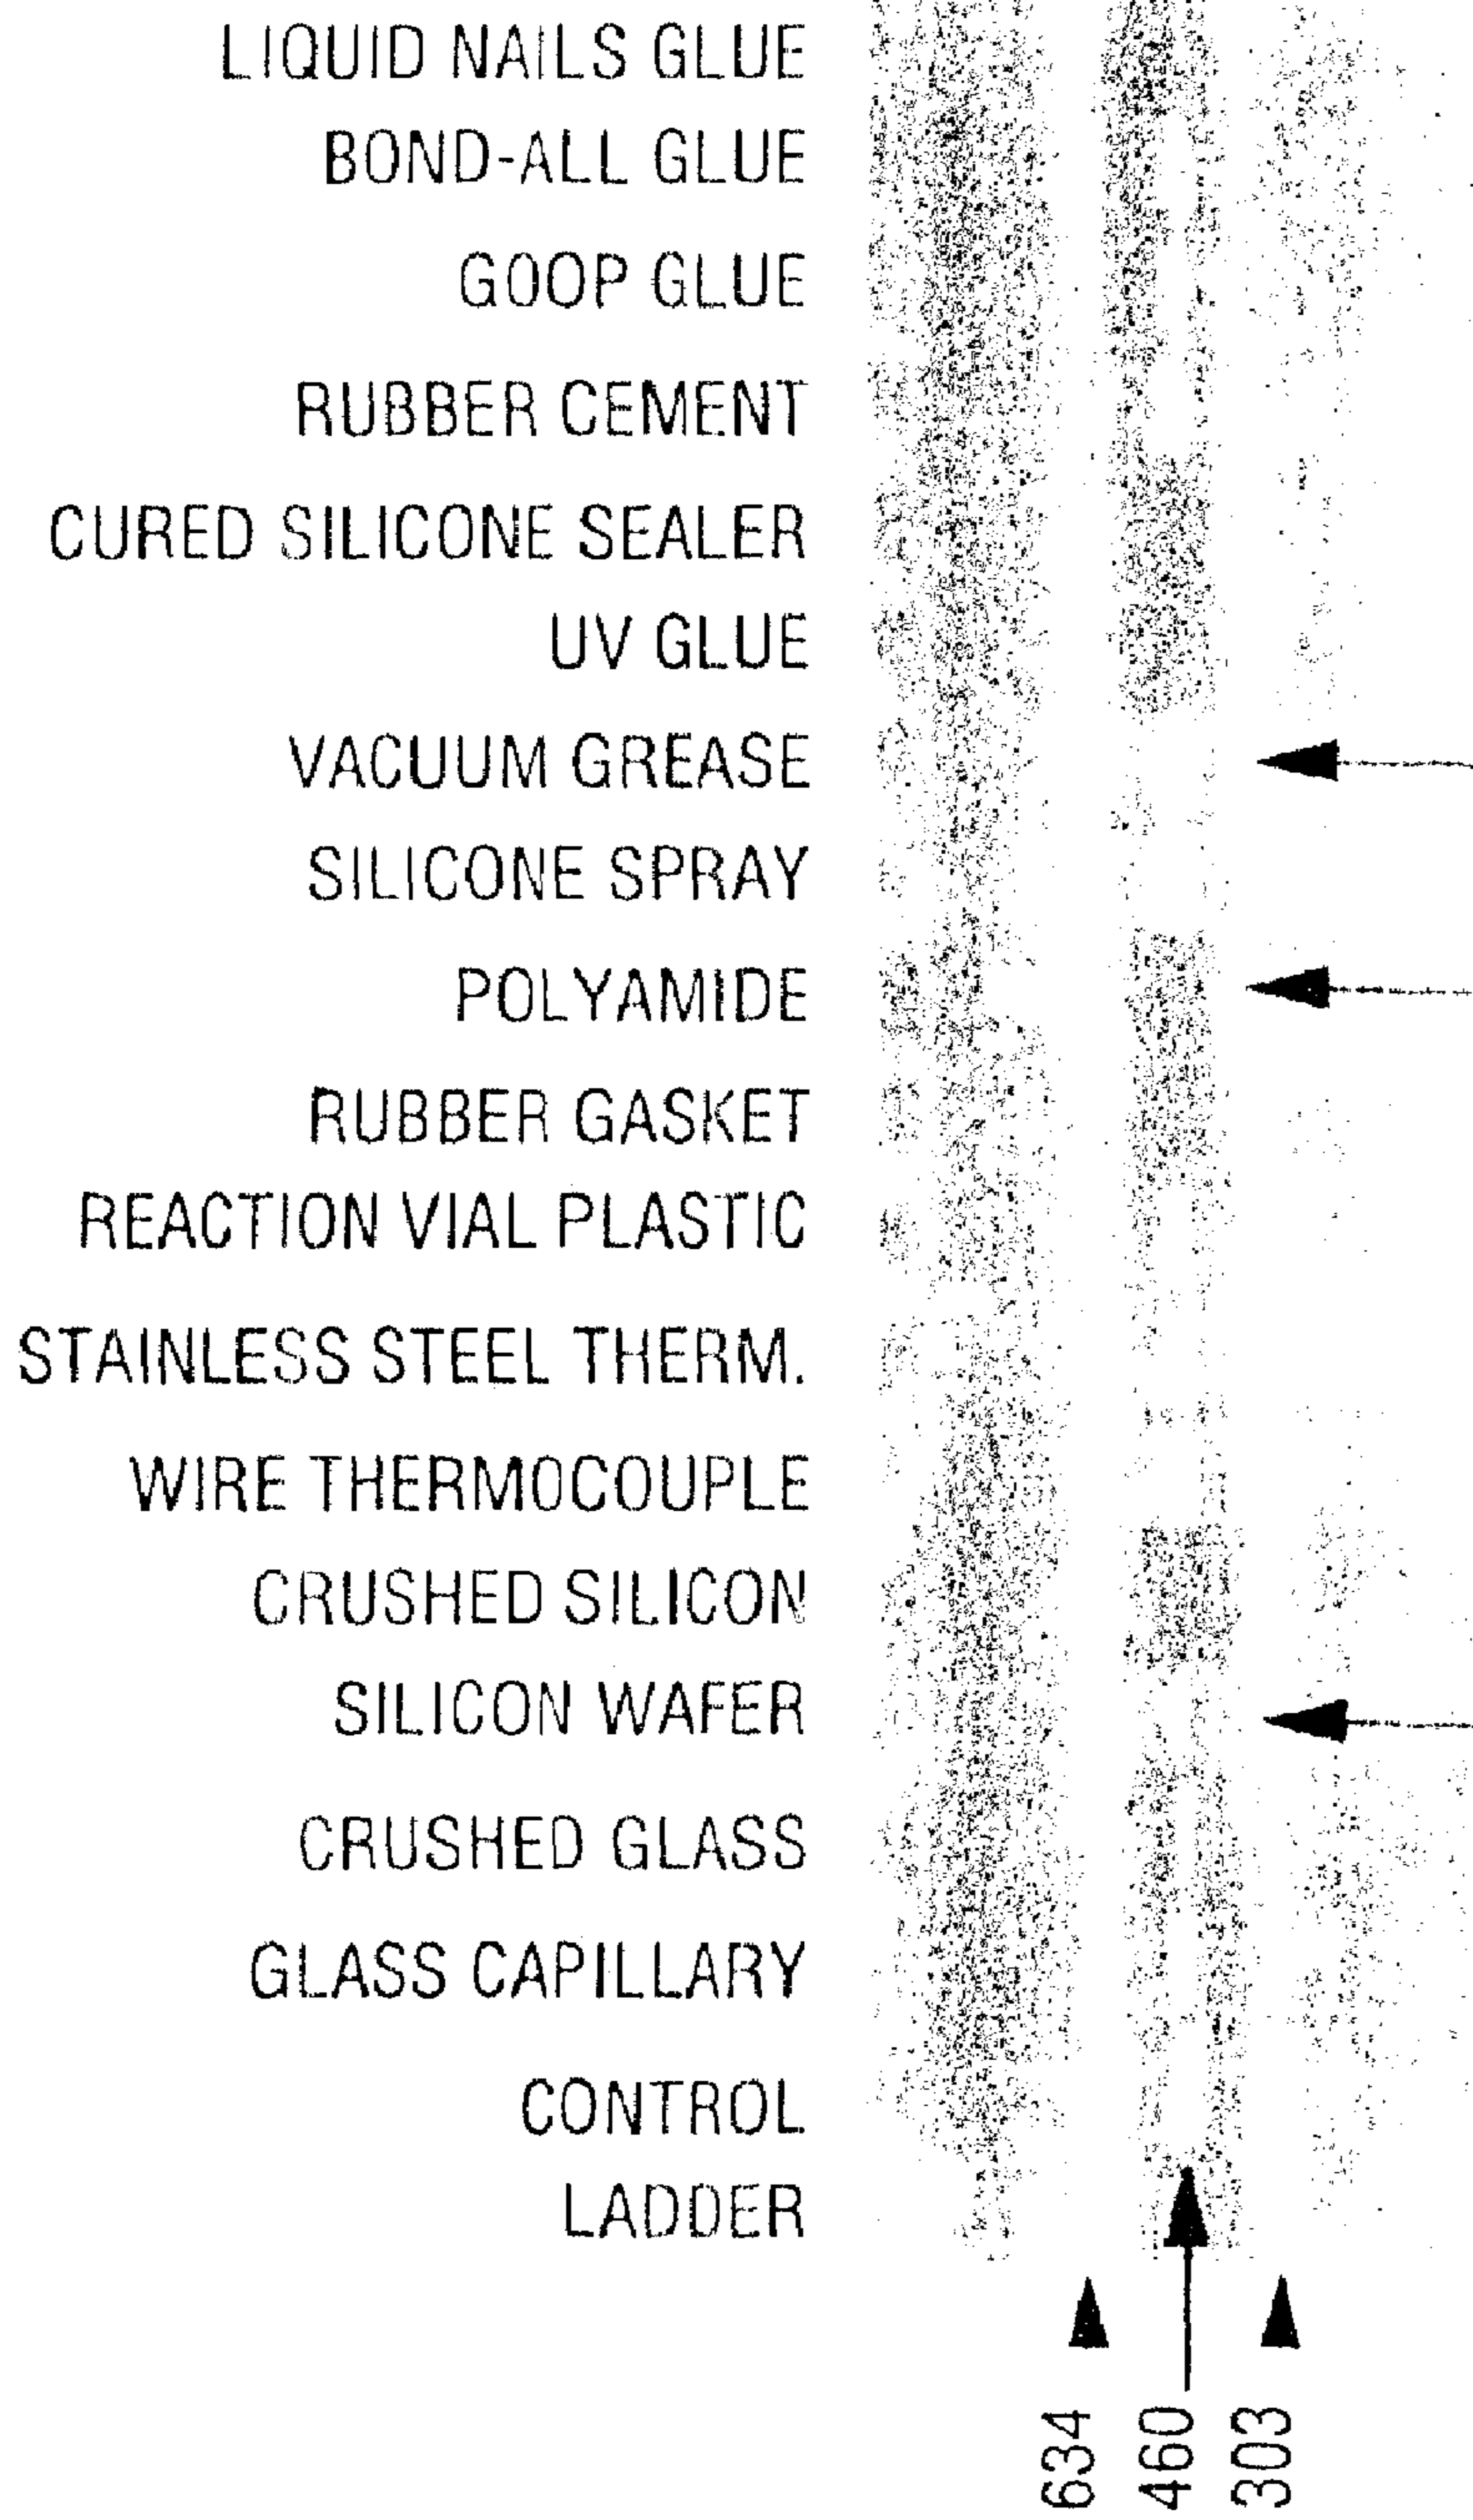 LIQUID NAILS GLUE
BOND-ALL GLUE
GOOP GLUE
RUBBER CEMENT
CURED SILICONE SEALER
UV GLUE
VACUUM GREASE
SILICONE SPRAY
POLYAMIDE
RUBBER GASKET
REACTION VIAL PLASTIC
STAINLESS STEEL THERM.
WIRE THERMOCOUPLE
CRUSHED SILICON
SILICON WAFER
CRUSHED GLASS
GLASS CAPILLARY
CONTROL
LADDER
634
460
303